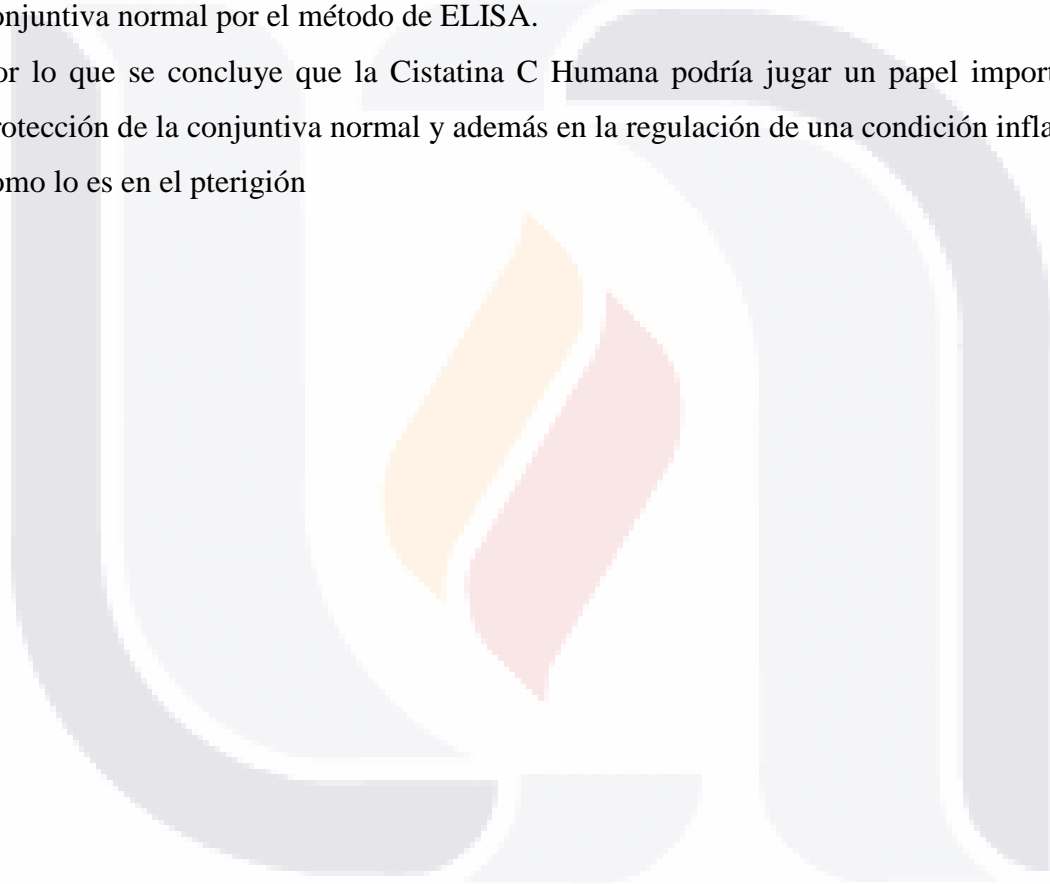 onjuntiva normal por el método de ELISA.
or lo que se concluye que la Cistatina C Humana podría jugar un papel import
rotección de la conjuntiva normal y además en la regulación de una condición infla
omo lo es en el pterigión